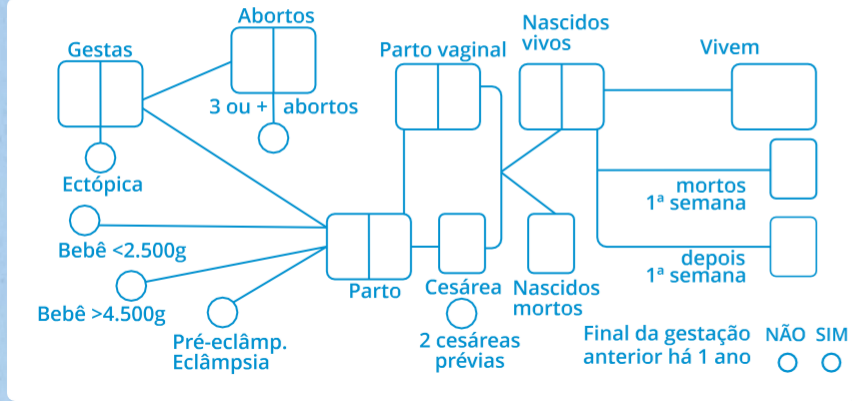 Abortos
Gestas
3 ou + abortos
Ectópica
Parto vaginal
Nascidos
vivos
Vivem
mortos
1ª semana
depois
1ª semana
Bebê <2.500g
Bebê >4.500g
Pré-eclâmp.
Eclâmpsia
Parto
Cesárea
2 cesáreas
prévias
Nascidos
mortos
Final da gestação
anterior há 1 ano
NÃO SIM